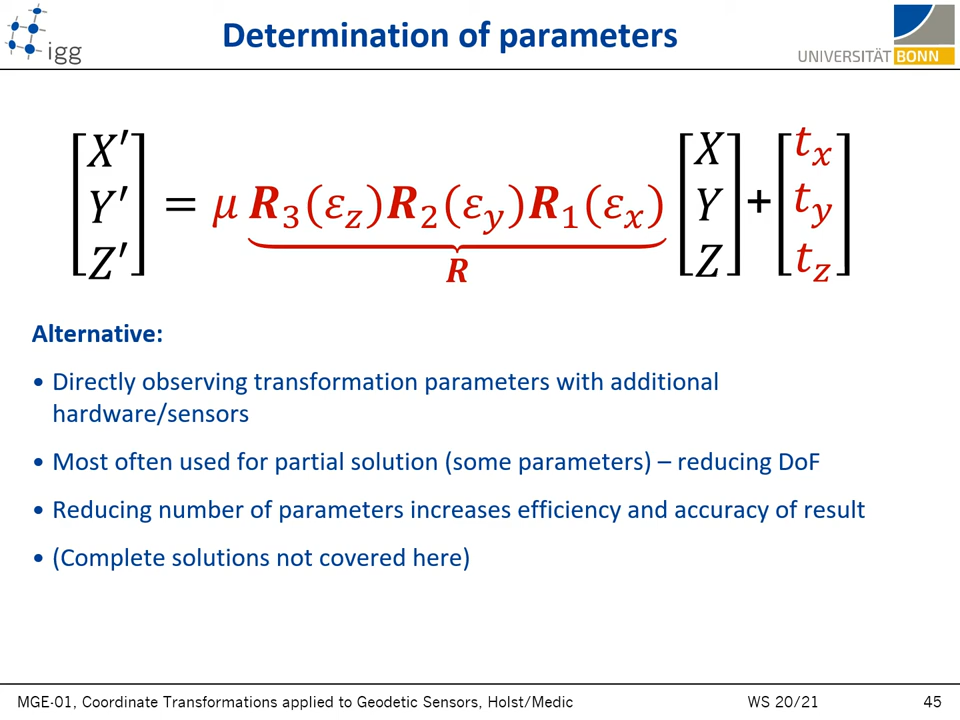 igg
Determination of parameters
UNIVERSITÄT BONN
[X′ Y′ Z′] = μ R₃(ε_z)R₂(ε_y)R₁(ε_x) [X Y Z] + [t_x t_y t_z]
R
Alternative:
• Directly observing transformation parameters with additional
hardware/sensors
• Most often used for partial solution (some parameters) – reducing DoF
• Reducing number of parameters increases efficiency and accuracy of result
• (Complete solutions not covered here)
MGE-01, Coordinate Transformations applied to Geodetic Sensors, Holst/Medic WS 20/21 45